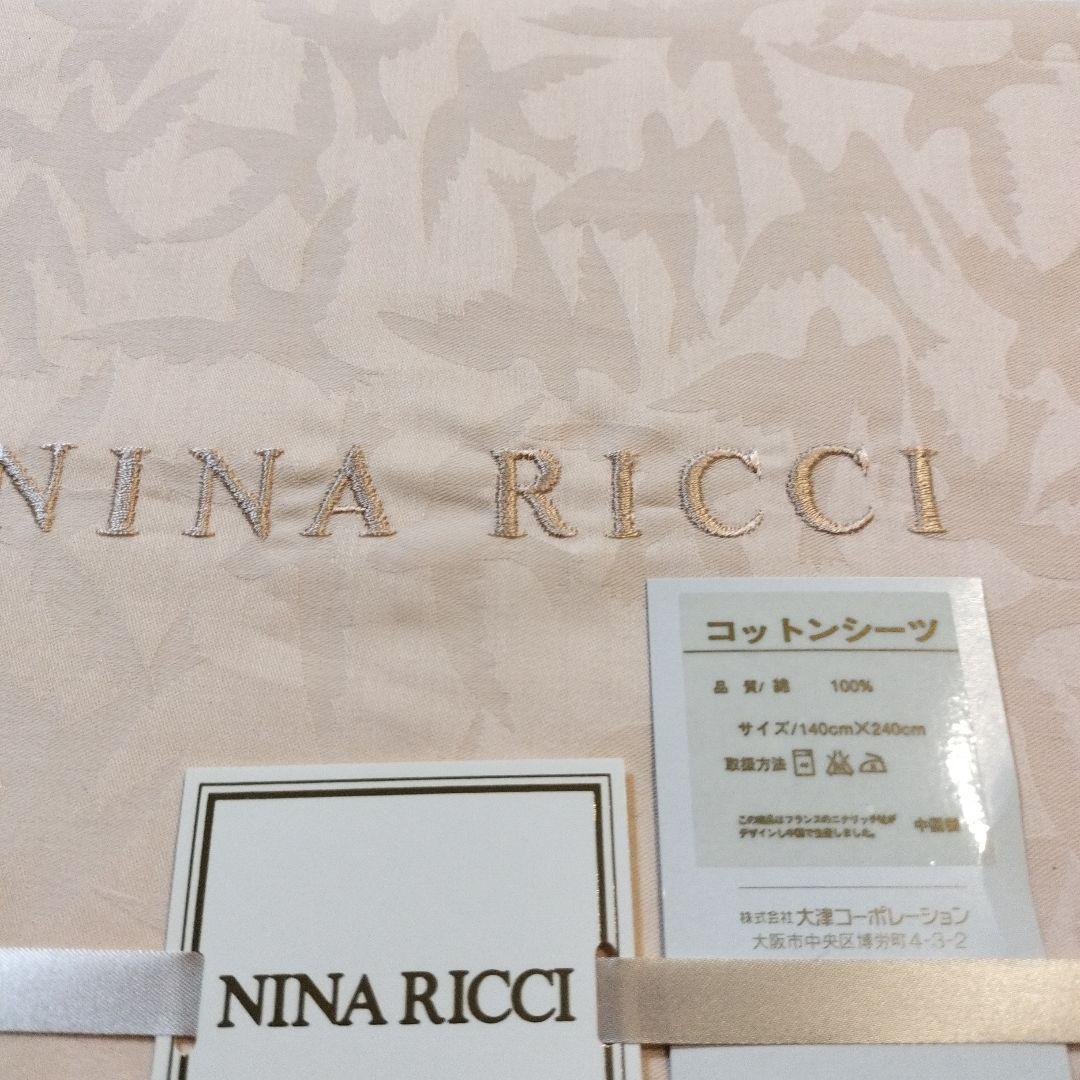 NINA RICCI
コットンシーツ
品 質/ 綿 100%
サイズ/140cm×240cm
取扱方法
この商品はフランスのニナリッチ社が
デザインし中国で生産しました。
中国製
株式会社 大津コーポレーション
大阪市中央区博労町4-3-2
NINA RICCI